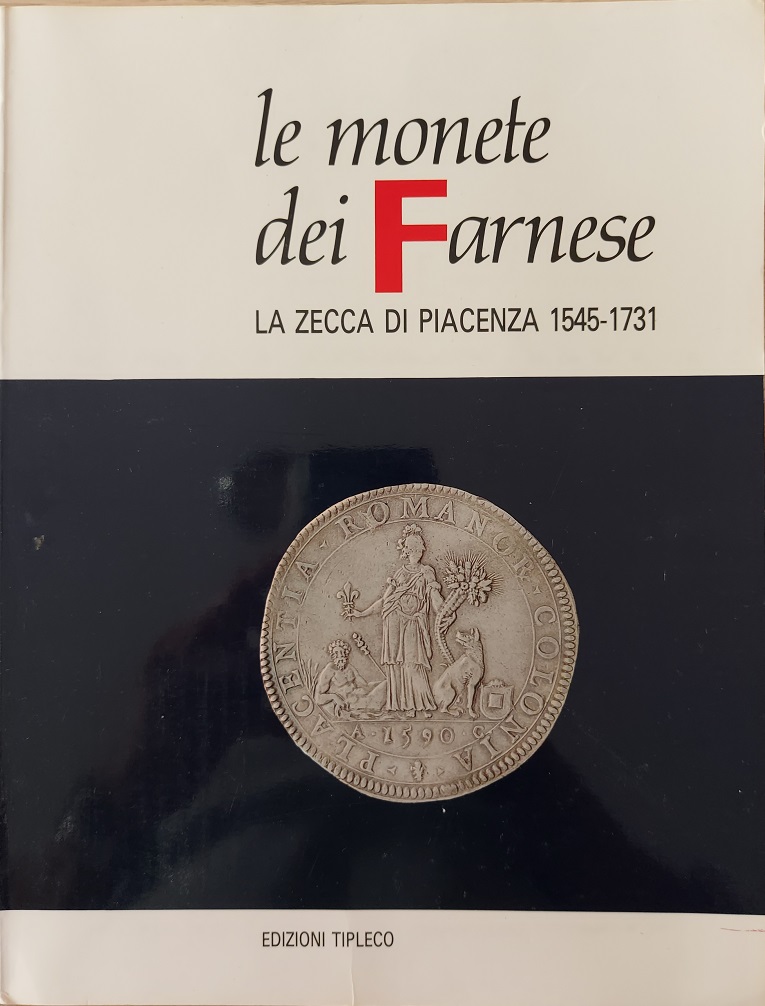 le monete
dei Farnese
LA ZECCA DI PIACENZA 1545-1731
PLACENTIA · ROMANOR · COLONIA
A · 1590 · C
EDIZIONI TIPLECO